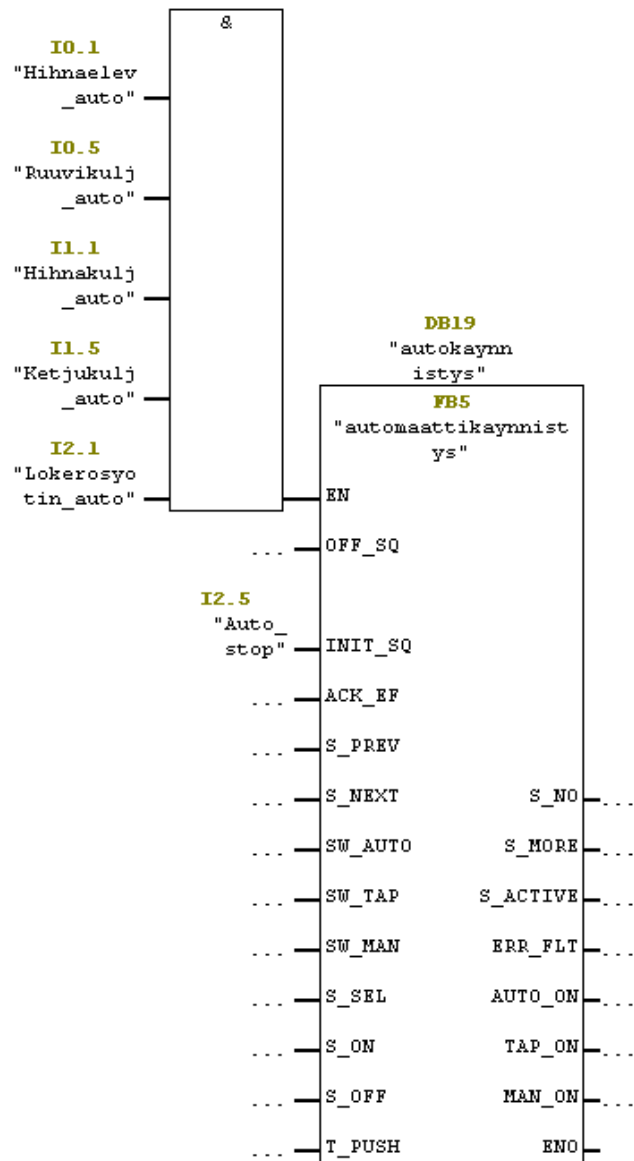 &
I0.1
"Hihnaelev
_auto"
I0.5
"Ruuvikulj
_auto"
I1.1
"Hihnakulj
_auto"
I1.5
"Ketjukulj
_auto"
I2.1
"Lokerosyo
tin_auto"
DB19
"autokaynn
istys"
FB5
"automaattikaynnist
ys"
EN
... OFF_SQ
I2.5
"Auto_
stop"
INIT_SQ
... ACK_EF
... S_PREV
... S_NEXT S_NO ...
... SW_AUTO S_MORE ...
... SW_TAP S_ACTIVE ...
... SW_MAN ERR_FLT ...
... S_SEL AUTO_ON ...
... S_ON TAP_ON ...
... S_OFF MAN_ON ...
... T_PUSH ENO